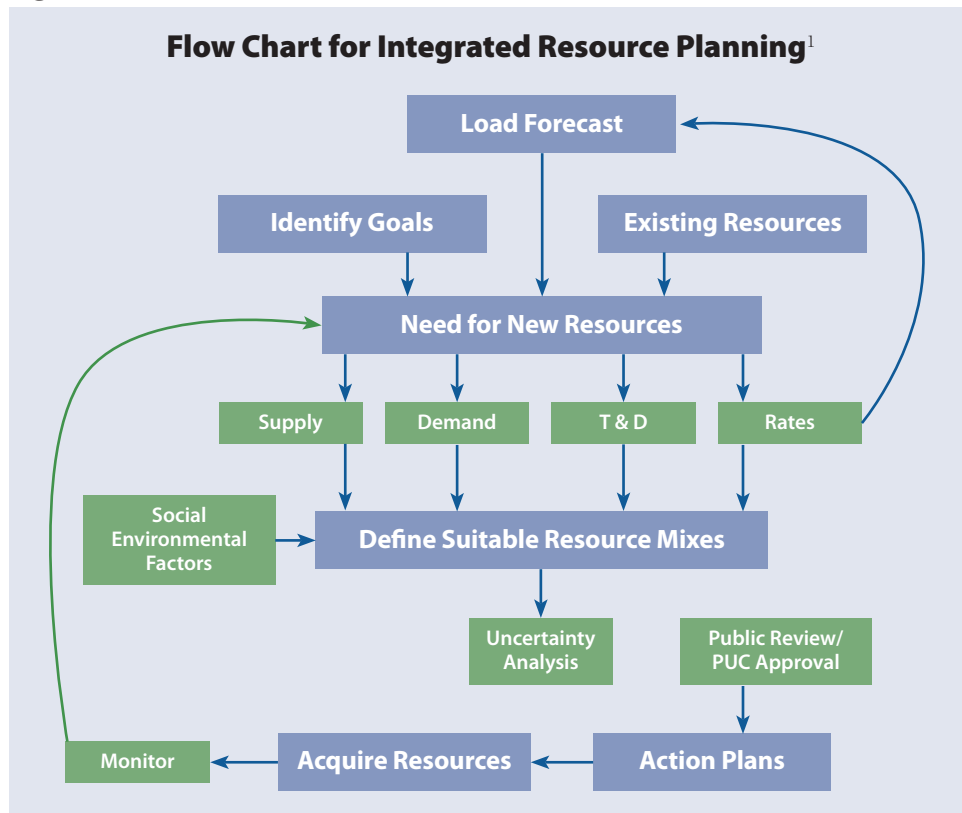 Flow Chart for Integrated Resource Planning1
Load Forecast
Identify Goals
Existing Resources
Need for New Resources
Supply
Demand
T & D
Rates
Social
Environmental
Factors
Define Suitable Resource Mixes
Uncertainty
Analysis
Public Review/
PUC Approval
Monitor
Acquire Resources
Action Plans